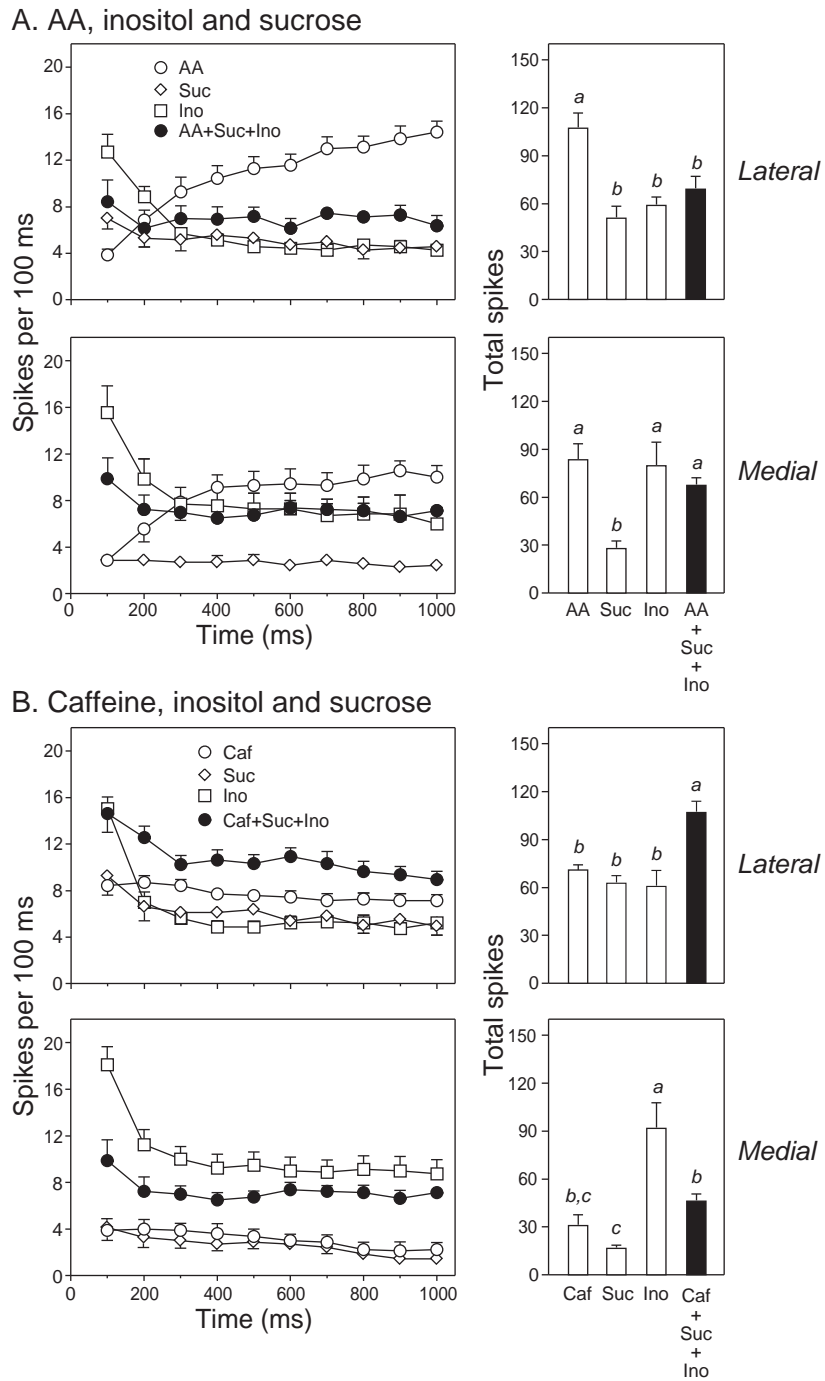 A. AA, inositol and sucrose
20
16
12
8
4
0
AA
Suc
Ino
AA+Suc+Ino
150
120
90
60
30
0
a
b
b
b
Lateral
Spikes per 100 ms
Total spikes
20
16
12
8
4
0
0 200 400 600 800 1000
Time (ms)
150
120
90
60
30
0
a
b
a
a
AA Suc Ino AA
+
Suc
+
Ino
Medial
B. Caffeine, inositol and sucrose
20
16
12
8
4
0
Caf
Suc
Ino
Caf+Suc+Ino
150
120
90
60
30
0
b
b
b
a
Lateral
Spikes per 100 ms
Total spikes
20
16
12
8
4
0
0 200 400 600 800 1000
Time (ms)
150
120
90
60
30
0
b,c
c
a
b
Caf Suc Ino Caf
+
Suc
+
Ino
Medial